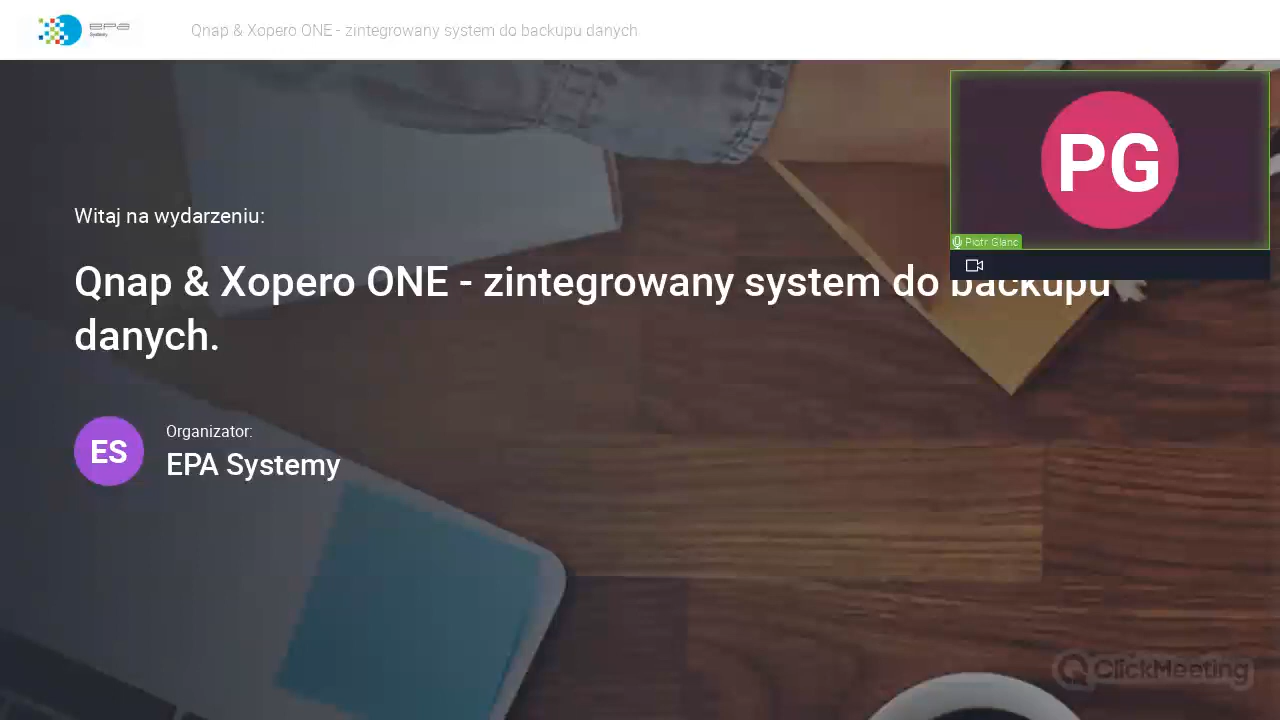 epa
Systemy
Qnap & Xopero ONE - zintegrowany system do backupu danych
PG
Piotr Glanc
Witaj na wydarzeniu:
Qnap & Xopero ONE - zintegrowany system do backupu
danych.
ES
Organizator:
EPA Systemy
ClickMeeting